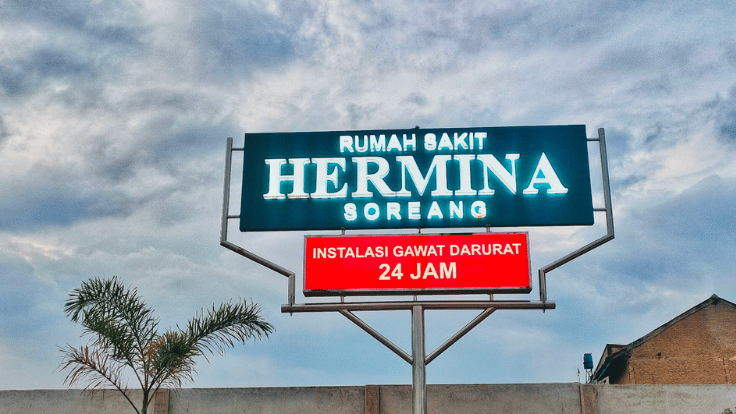 RUMAH SAKIT
HERMINA
SOREANG
INSTALASI GAWAT DARURAT
24 JAM